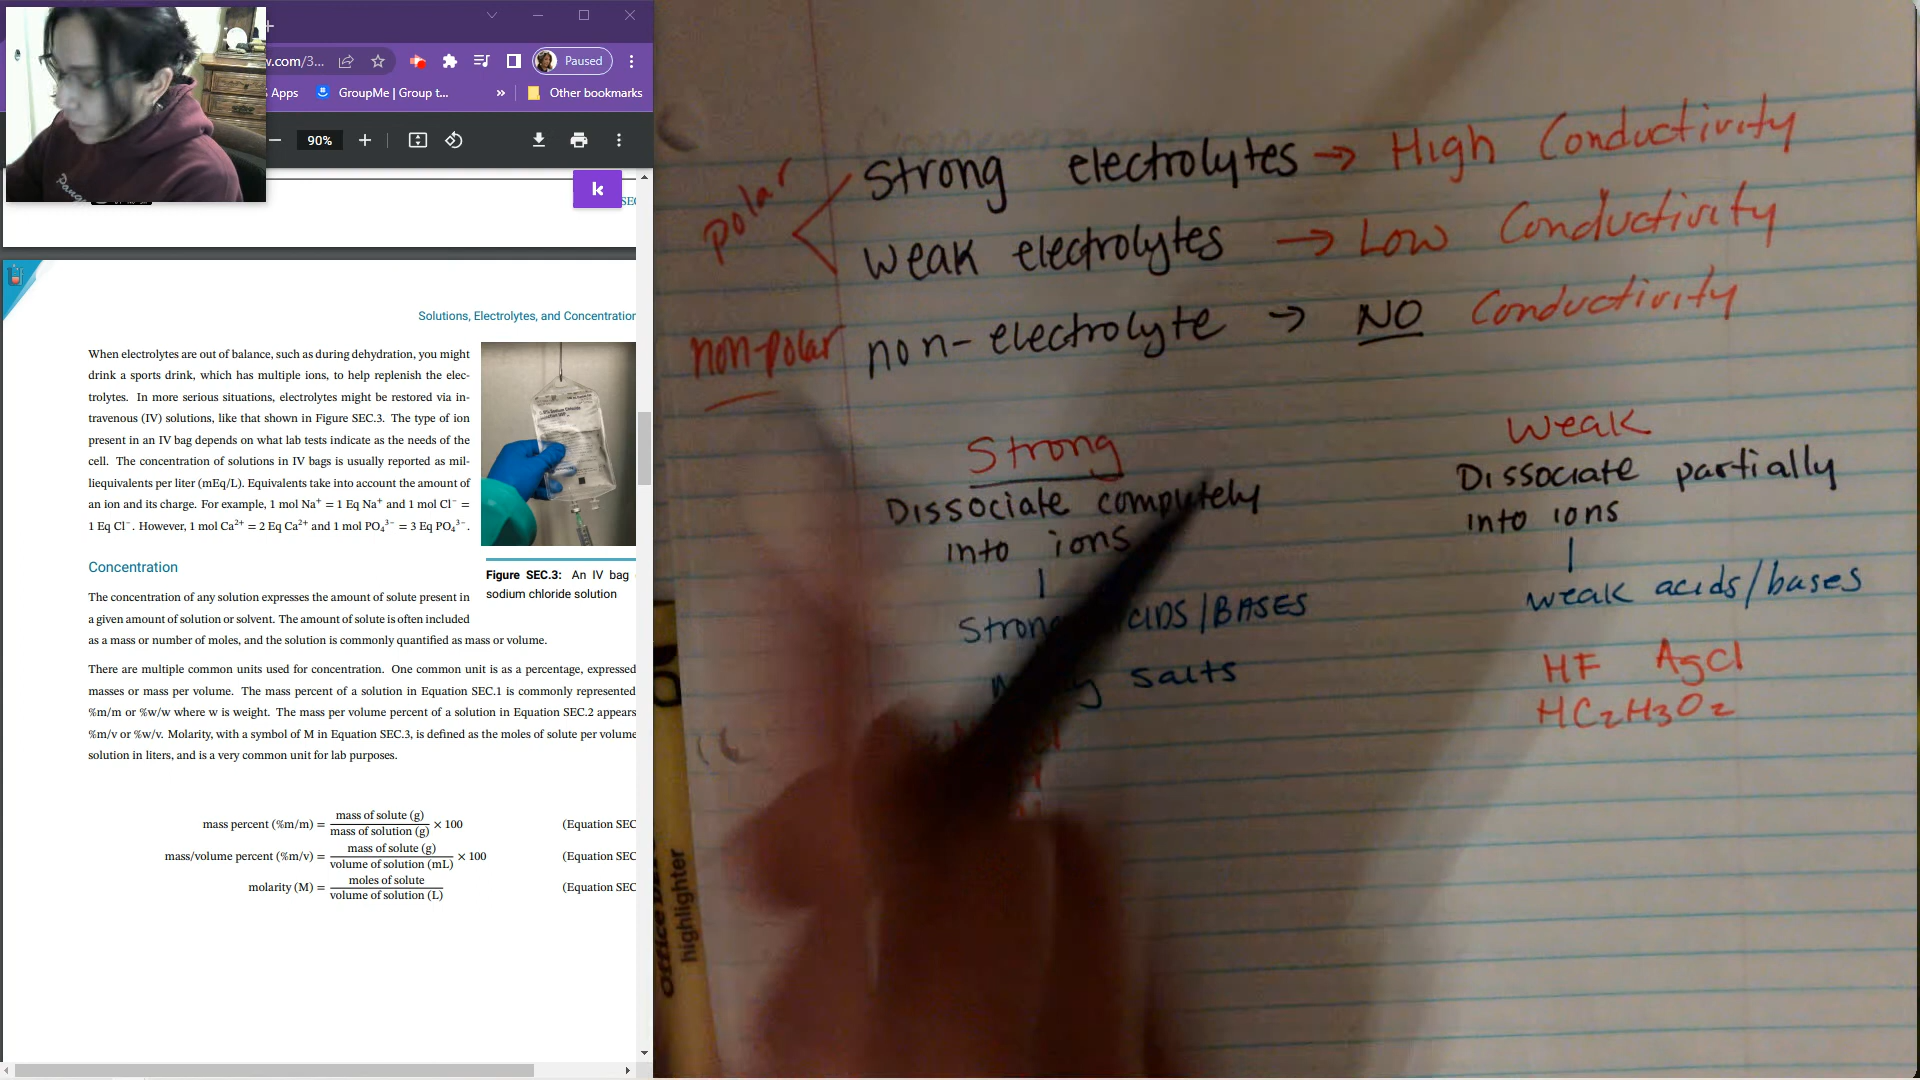 w.com/3...
Paused
Apps
GroupMe | Group t...
»
Other bookmarks
90%
k
SEC
Solutions, Electrolytes, and Concentration
When electrolytes are out of balance, such as during dehydration, you might
drink a sports drink, which has multiple ions, to help replenish the elec-
trolytes. In more serious situations, electrolytes might be restored via in-
travenous (IV) solutions, like that shown in Figure SEC.3. The type of ion
present in an IV bag depends on what lab tests indicate as the needs of the
cell. The concentration of solutions in IV bags is usually reported as mil-
liequivalents per liter (mEq/L). Equivalents take into account the amount of
an ion and its charge. For example, 1 mol Na⁺ = 1 Eq Na⁺ and 1 mol Cl⁻ =
1 Eq Cl⁻. However, 1 mol Ca²⁺ = 2 Eq Ca²⁺ and 1 mol PO₄³⁻ = 3 Eq PO₄³⁻.
Figure SEC.3: An IV bag
sodium chloride solution
Concentration
The concentration of any solution expresses the amount of solute present in
a given amount of solution or solvent. The amount of solute is often included
as a mass or number of moles, and the solution is commonly quantified as mass or volume.
There are multiple common units used for concentration. One common unit is as a percentage, expressed
masses or mass per volume. The mass percent of a solution in Equation SEC.1 is commonly represented
%m/m or %w/w where w is weight. The mass per volume percent of a solution in Equation SEC.2 appears
%m/v or %w/v. Molarity, with a symbol of M in Equation SEC.3, is defined as the moles of solute per volume
solution in liters, and is a very common unit for lab purposes.
mass percent (%m/m) = mass of solute (g) / mass of solution (g) × 100 (Equation SEC
mass/volume percent (%m/v) = mass of solute (g) / volume of solution (mL) × 100 (Equation SEC
molarity (M) = moles of solute / volume of solution (L) (Equation SEC
polar
Strong electrolytes → High Conductivity
weak electrolytes → Low Conductivity
non-polar non-electrolyte → NO Conductivity
Strong
Dissociate completely
into ions
Strong ACIDS/BASES
salts
Weak
Dissociate partially
into ions
weak acids/bases
HF AgCl
HC₂H₃O₂
highlighter